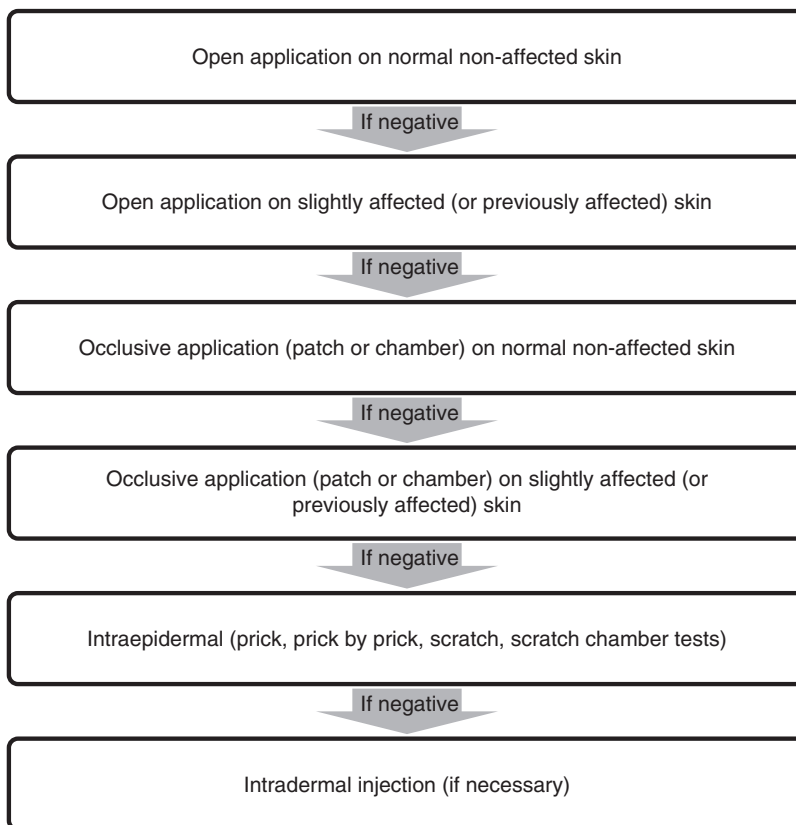 Open application on normal non-affected skin
If negative
Open application on slightly affected (or previously affected) skin
If negative
Occlusive application (patch or chamber) on normal non-affected skin
If negative
Occlusive application (patch or chamber) on slightly affected (or
previously affected) skin
If negative
Intraepidermal (prick, prick by prick, scratch, scratch chamber tests)
If negative
Intradermal injection (if necessary)